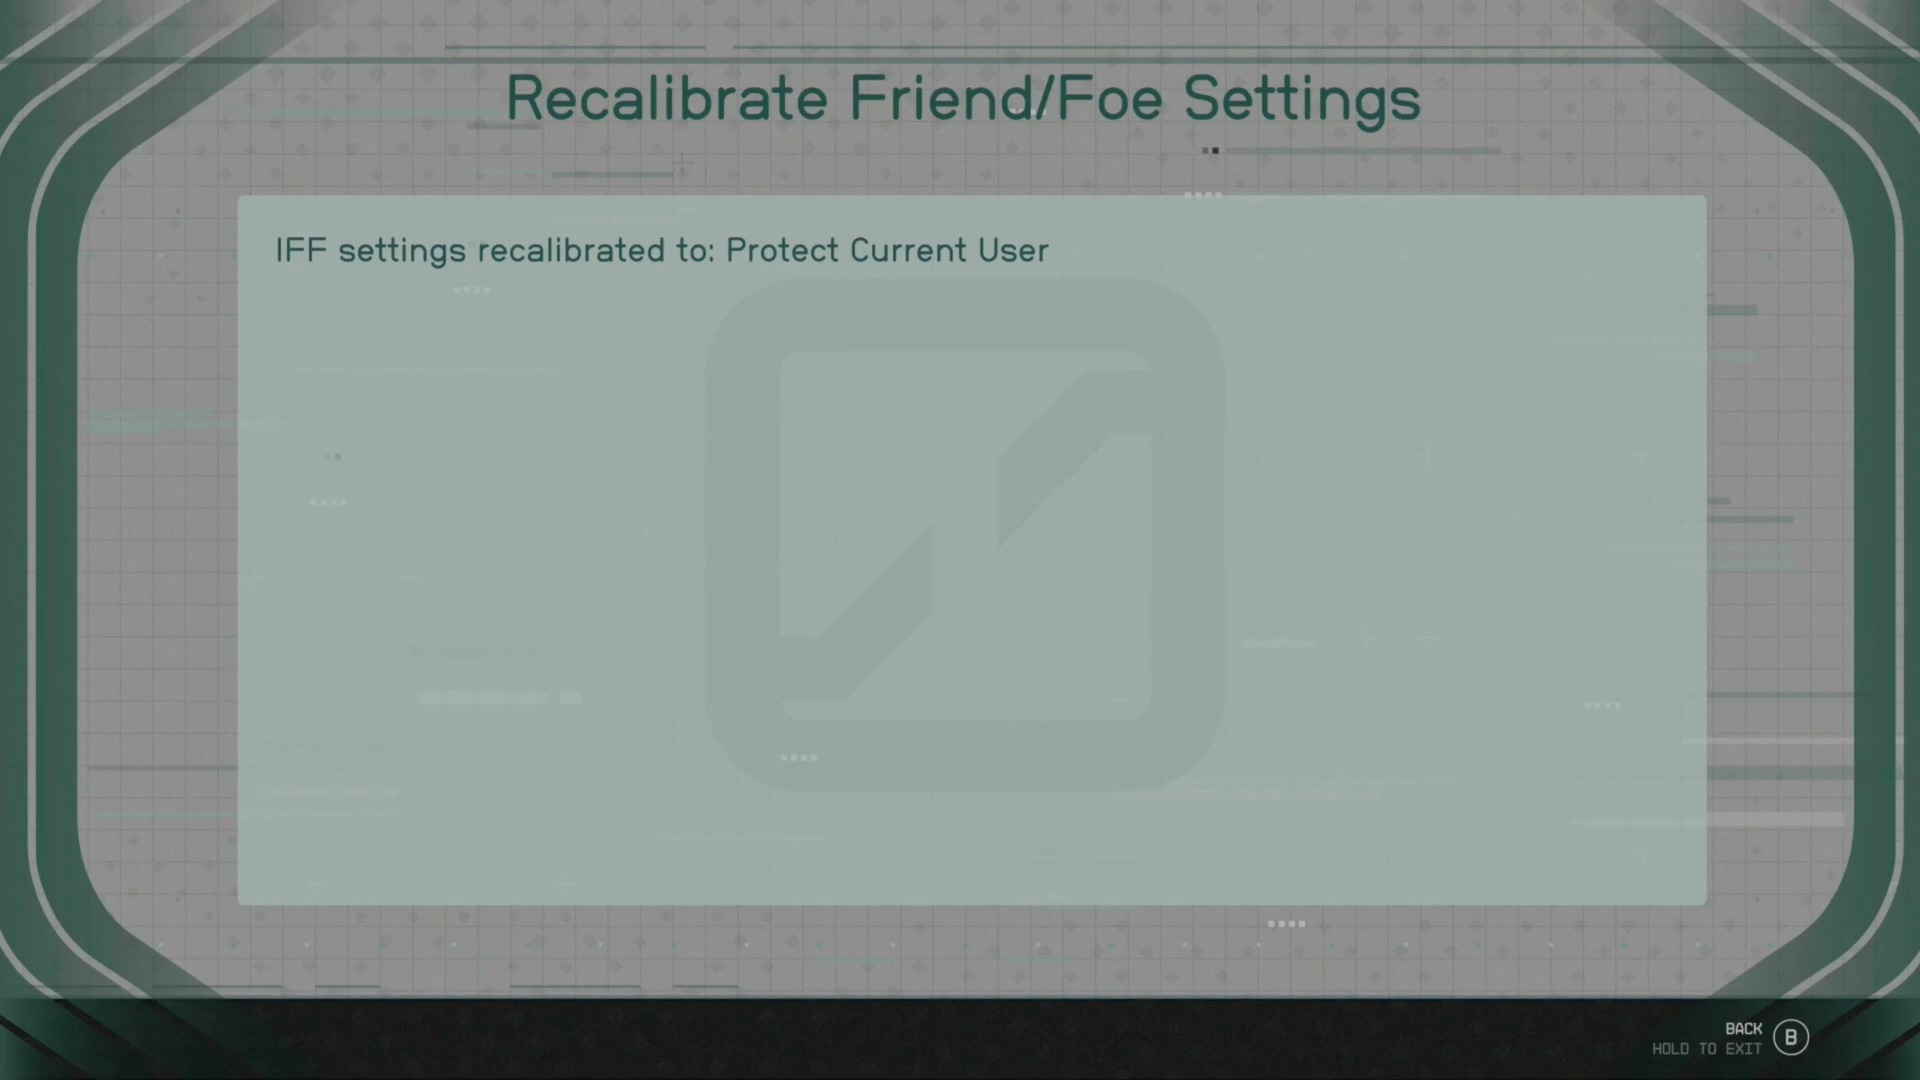 Recalibrate Friend/Foe Settings
IFF settings recalibrated to: Protect Current User
BACK
HOLD TO EXIT
B